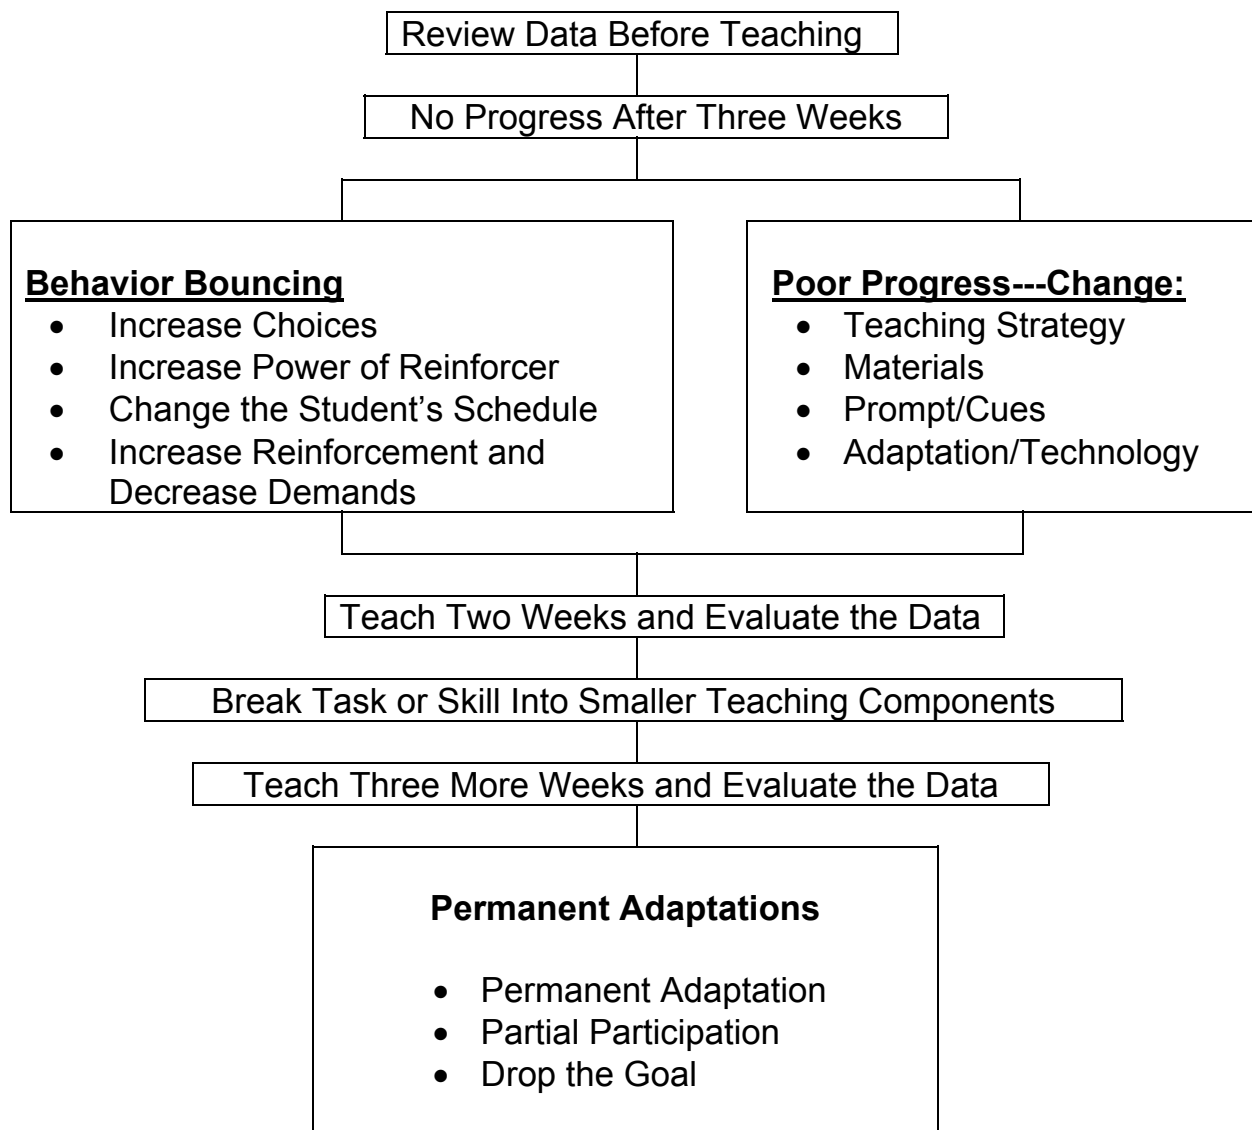 Review Data Before Teaching
No Progress After Three Weeks
Behavior Bouncing
• Increase Choices
• Increase Power of Reinforcer
• Change the Student’s Schedule
• Increase Reinforcement and
Decrease Demands
Poor Progress---Change:
• Teaching Strategy
• Materials
• Prompt/Cues
• Adaptation/Technology
Teach Two Weeks and Evaluate the Data
Break Task or Skill Into Smaller Teaching Components
Teach Three More Weeks and Evaluate the Data
Permanent Adaptations
• Permanent Adaptation
• Partial Participation
• Drop the Goal